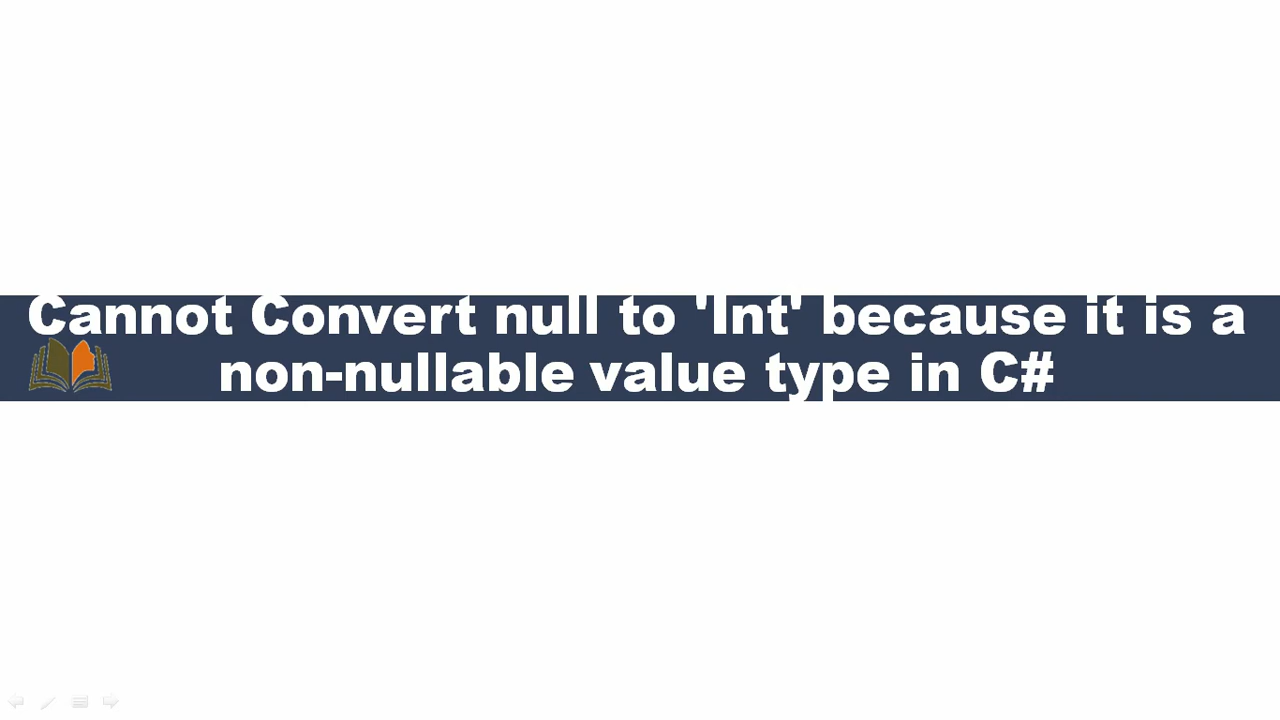 Cannot Convert null to 'Int' because it is a
non-nullable value type in C#